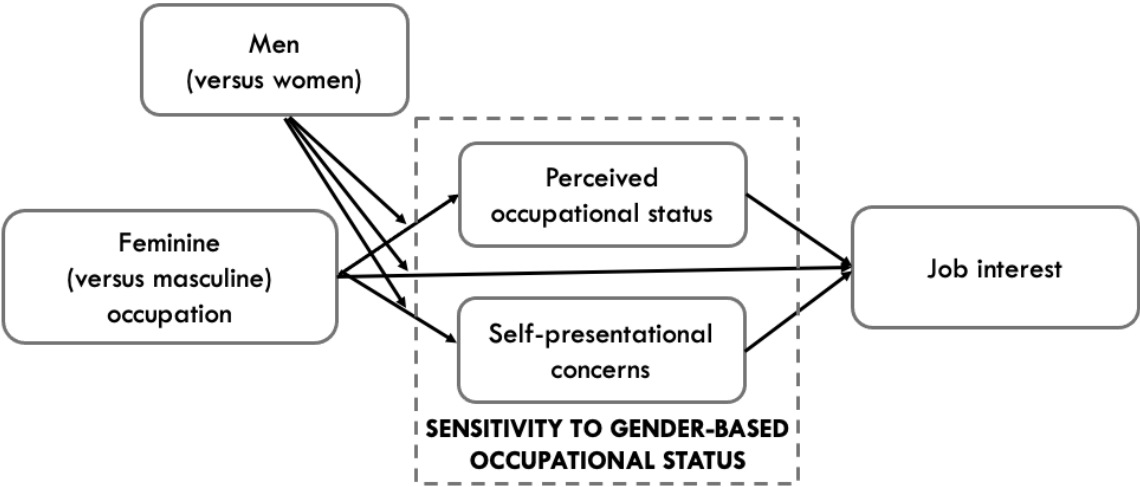 Men
(versus women)
Perceived
occupational status
Feminine
(versus masculine)
occupation
Job interest
Self-presentational
concerns
SENSITIVITY TO GENDER-BASED
OCCUPATIONAL STATUS